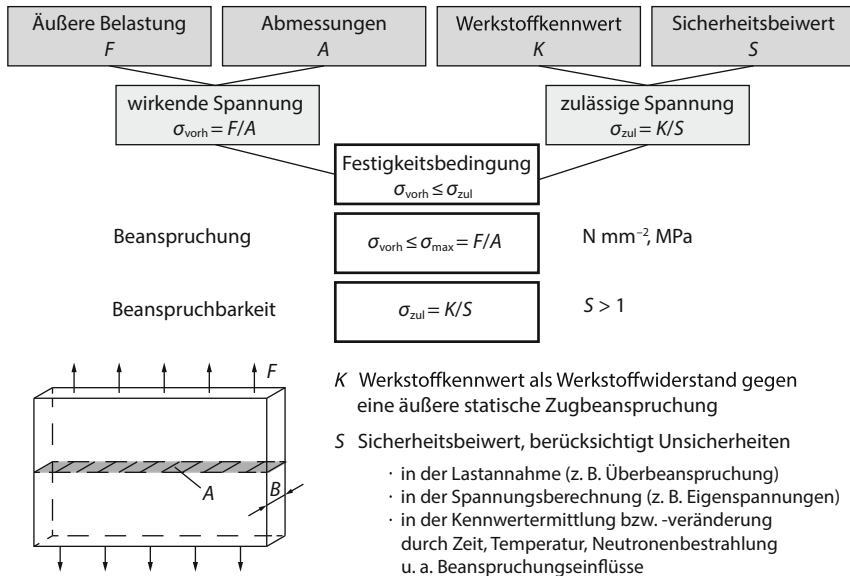 Äußere Belastung
F
Abmessungen
A
Werkstoffkennwert
K
Sicherheitsbeiwert
S
wirkende Spannung
σvorh = F/A
zulässige Spannung
σzul = K/S
Festigkeitsbedingung
σvorh ≤ σzul
Beanspruchung
σvorh ≤ σmax = F/A
N mm⁻², MPa
Beanspruchbarkeit
σzul = K/S
S > 1
F
A
B
K Werkstoffkennwert als Werkstoffwiderstand gegen
eine äußere statische Zugbeanspruchung
S Sicherheitsbeiwert, berücksichtigt Unsicherheiten
· in der Lastannahme (z. B. Überbeanspruchung)
· in der Spannungsberechnung (z. B. Eigenspannungen)
· in der Kennwertermittlung bzw. -veränderung
durch Zeit, Temperatur, Neutronenbestrahlung
u. a. Beanspruchungseinflüsse